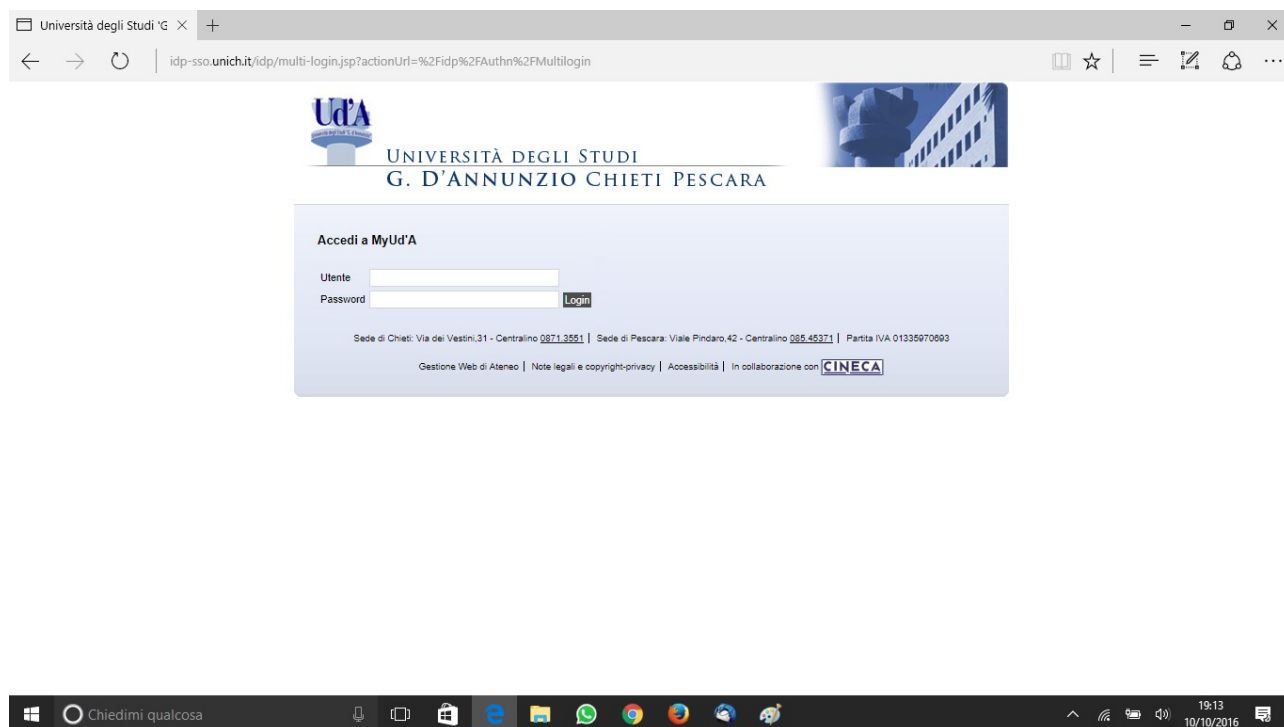 Università degli Studi 'G
idp-sso.unich.it/idp/multi-login.jsp?actionUrl=%2Fidp%2FAuthn%2FMultilogin
Ud'A
UNIVERSITÀ DEGLI STUDI
G. D'ANNUNZIO CHIETI PESCARA
Accedi a MyUd'A
Utente
Password Login
Sede di Chieti: Via dei Vestini,31 - Centralino 0871.3551 | Sede di Pescara: Viale Pindaro,42 - Centralino 085.45371 | Partita IVA 01335970693
Gestione Web di Ateneo | Note legali e copyright-privacy | Accessibilità | In collaborazione con CINECA
Chiedimi qualcosa
19:13
10/10/2016